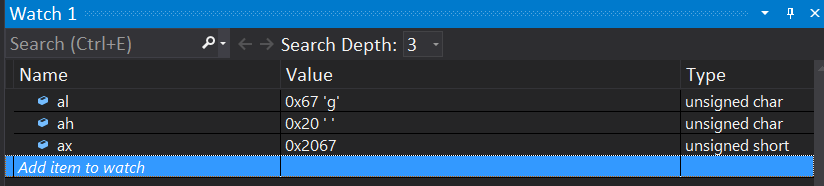 Watch 1
Search (Ctrl+E) Search Depth: 3
Name Value Type
al 0x67 'g' unsigned char
ah 0x20 ' ' unsigned char
ax 0x2067 unsigned short
Add item to watch